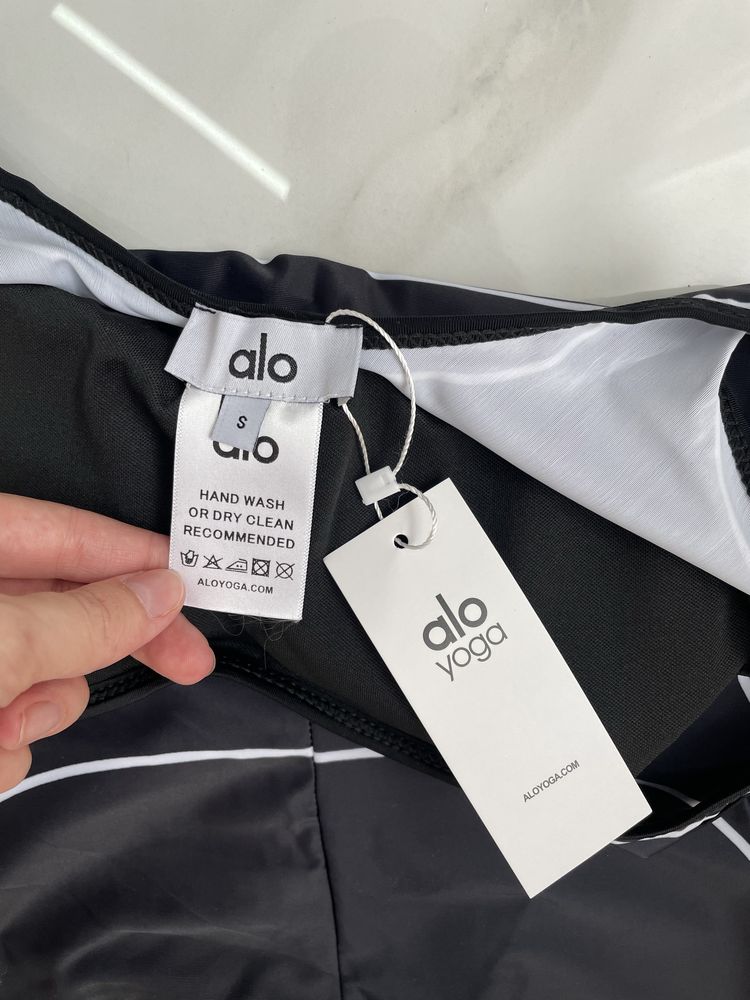 alo
S
alo
HAND WASH
OR DRY CLEAN
RECOMMENDED
ALOYOGA.COM
alo
yoga
ALOYOGA.COM